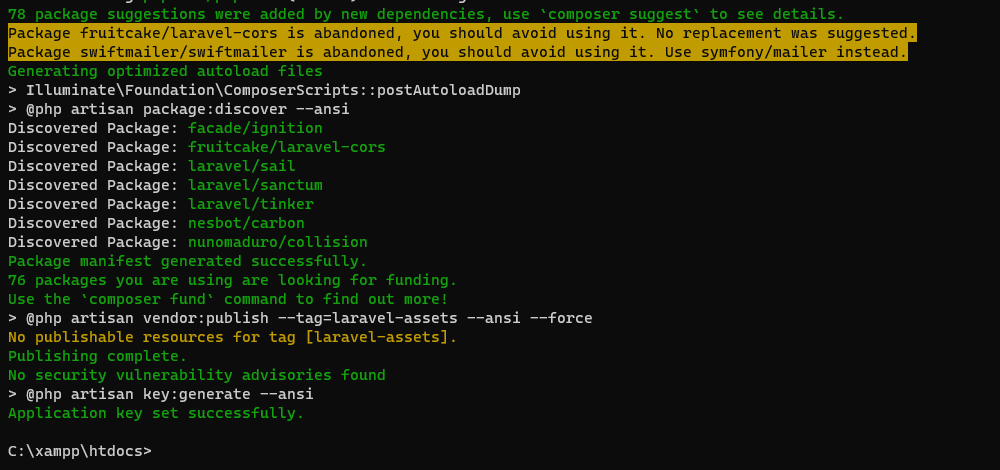 78 package suggestions were added by new dependencies, use `composer suggest` to see details.
Package fruitcake/laravel-cors is abandoned, you should avoid using it. No replacement was suggested.
Package swiftmailer/swiftmailer is abandoned, you should avoid using it. Use symfony/mailer instead.
Generating optimized autoload files
> Illuminate\Foundation\ComposerScripts::postAutoloadDump
> @php artisan package:discover --ansi
Discovered Package: facade/ignition
Discovered Package: fruitcake/laravel-cors
Discovered Package: laravel/sail
Discovered Package: laravel/sanctum
Discovered Package: laravel/tinker
Discovered Package: nesbot/carbon
Discovered Package: nunomaduro/collision
Package manifest generated successfully.
76 packages you are using are looking for funding.
Use the `composer fund` command to find out more!
> @php artisan vendor:publish --tag=laravel-assets --ansi --force
No publishable resources for tag [laravel-assets].
Publishing complete.
No security vulnerability advisories found
> @php artisan key:generate --ansi
Application key set successfully.
C:\xampp\htdocs>